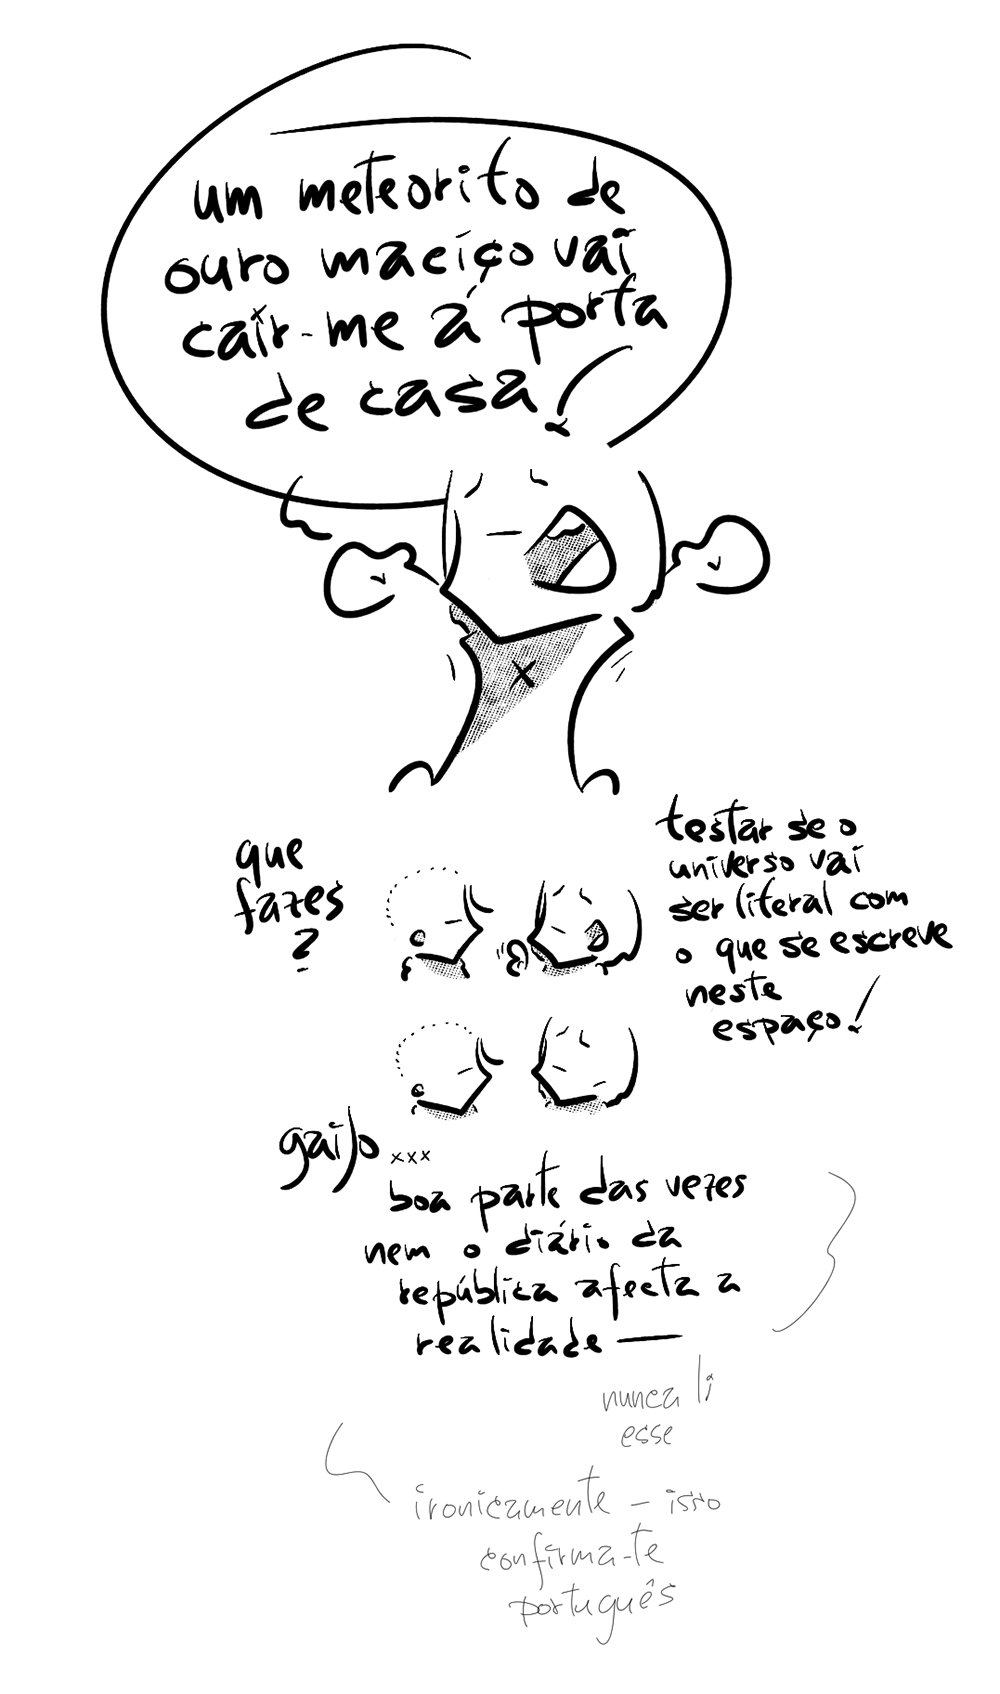 um meteorito de
ouro maciço vai
cair-me á porta
de casa!
que
fazes
?
testar se o
universo vai
ser literal com
o que se escreve
neste
espaço!
gaijo...
boa parte das vezes
nem o diário da
república afecta a
realidade —
nunca li
esse
ironicamente – isso
confirma-te
português